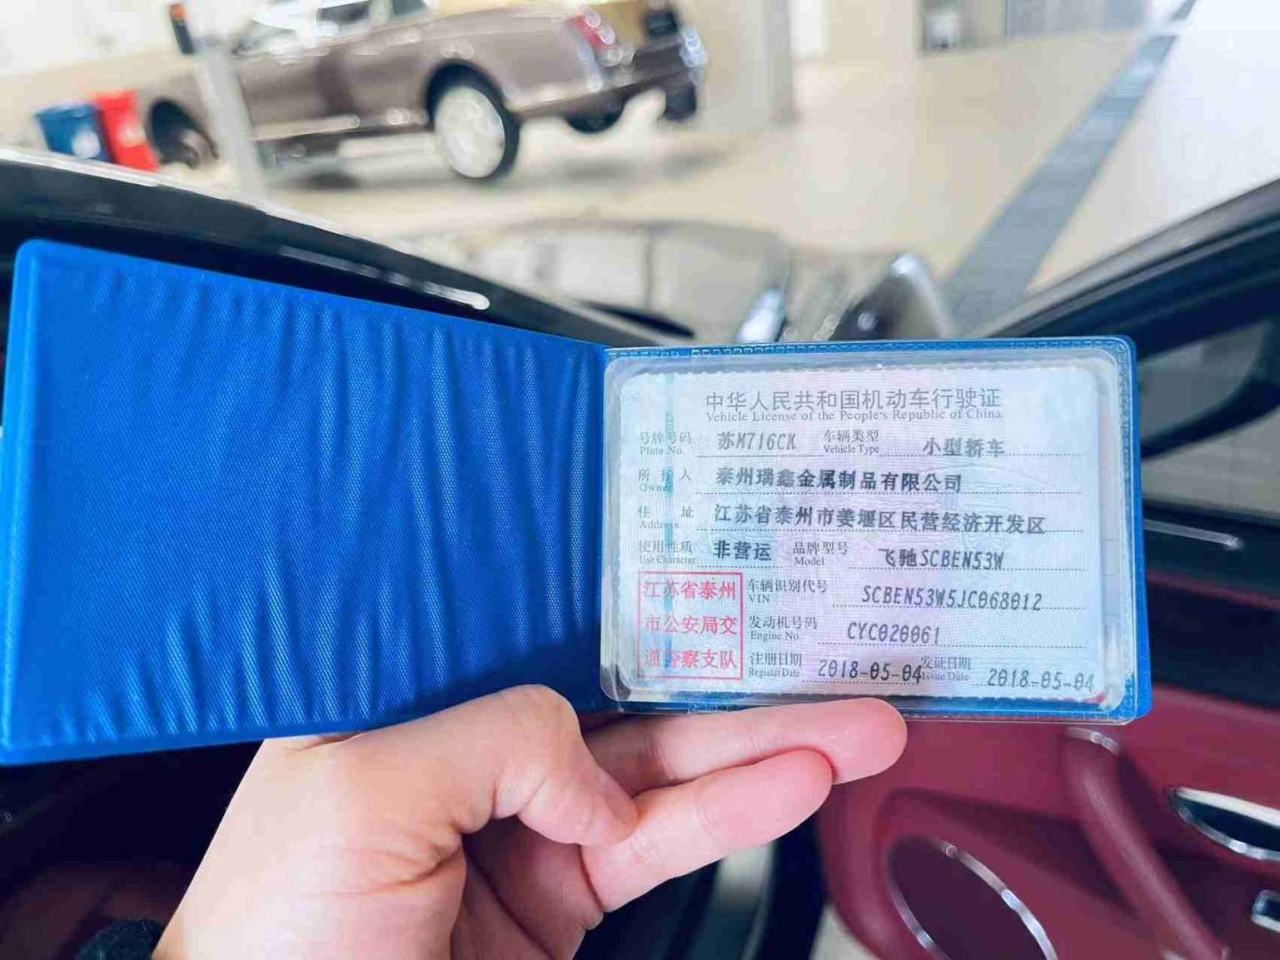 中华人民共和国机动车行驶证
Vehicle License of the People's Republic of China
号牌号码 苏M716CK 车辆类型 小型轿车
Plate No. Vehicle Type
所有人 泰州瑞鑫金属制品有限公司
Owner
住址 江苏省泰州市姜堰区民营经济开发区
Address
使用性质 非营运 品牌型号 飞驰SCBEN53W
Use Character Model
江苏省泰州
市公安局交
通警察支队
车辆识别代号 SCBEN53W5JC068012
VIN
发动机号码 CYC020061
Engine No.
注册日期 2018-05-04 发证日期 2018-05-04
Register Date Issue Date